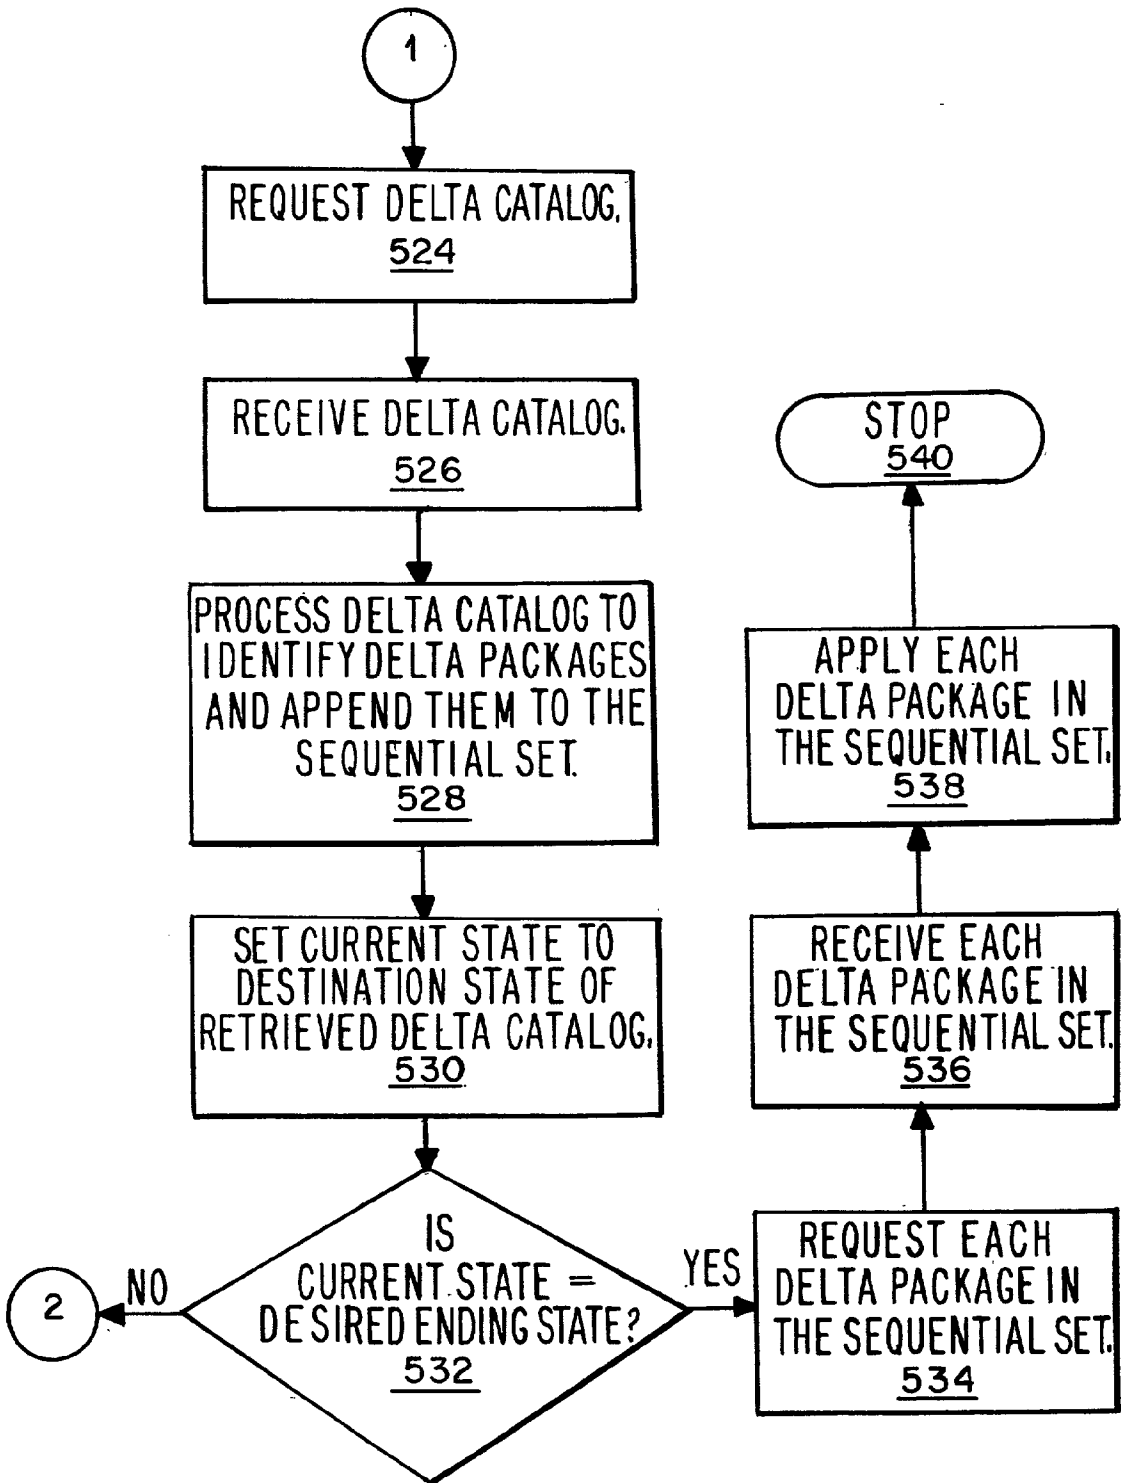 1
REQUEST DELTA CATALOG.
524
RECEIVE DELTA CATALOG.
526
PROCESS DELTA CATALOG TO
IDENTIFY DELTA PACKAGES
AND APPEND THEM TO THE
SEQUENTIAL SET.
528
SET CURRENT STATE TO
DESTINATION STATE OF
RETRIEVED DELTA CATALOG.
530
IS
CURRENT STATE =
DESIRED ENDING STATE?
532
NO
2
YES
REQUEST EACH
DELTA PACKAGE IN
THE SEQUENTIAL SET.
534
RECEIVE EACH
DELTA PACKAGE IN
THE SEQUENTIAL SET.
536
APPLY EACH
DELTA PACKAGE IN
THE SEQUENTIAL SET.
538
STOP
540